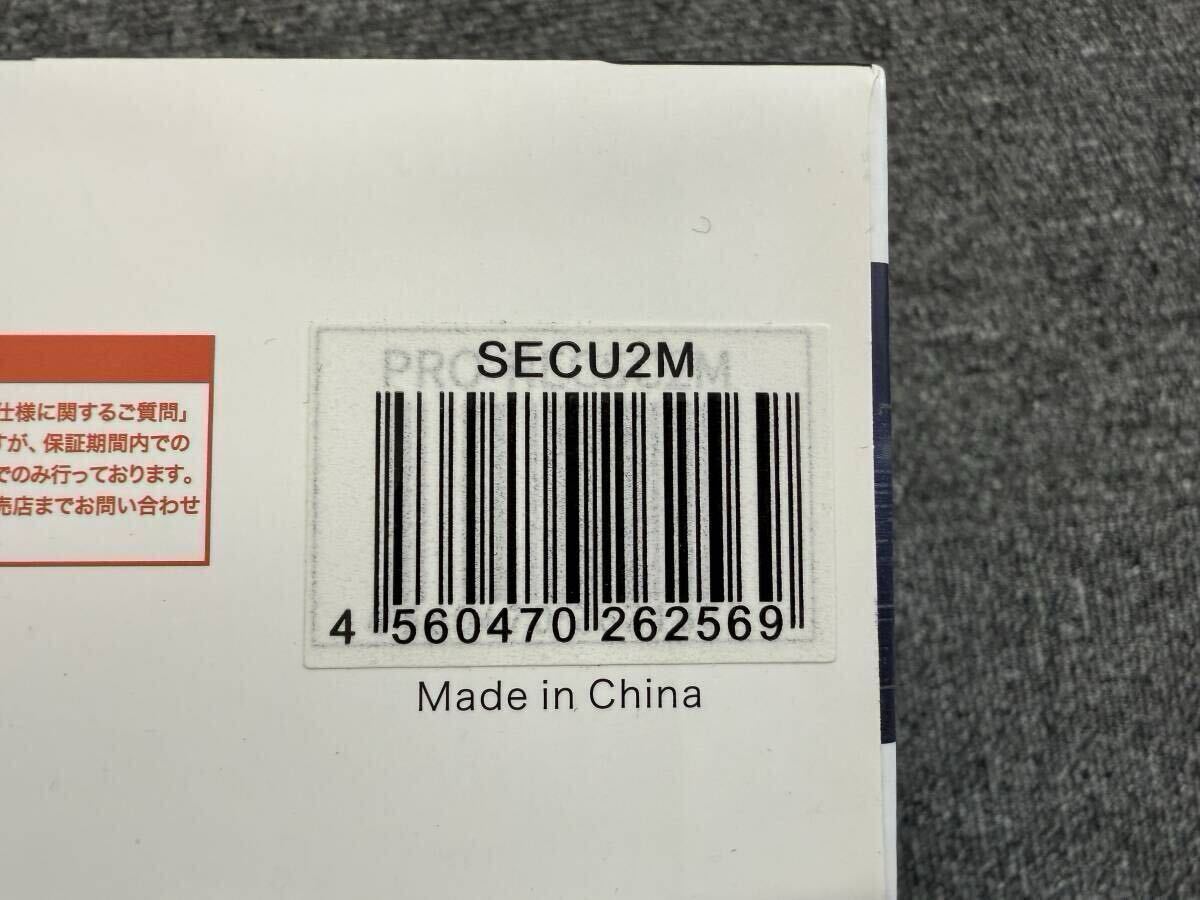 SECU2M
仕様に関するご質問」
すが、保証期間内での
でのみ行っております。
売店までお問い合わせ
4 560470 262569
Made in China